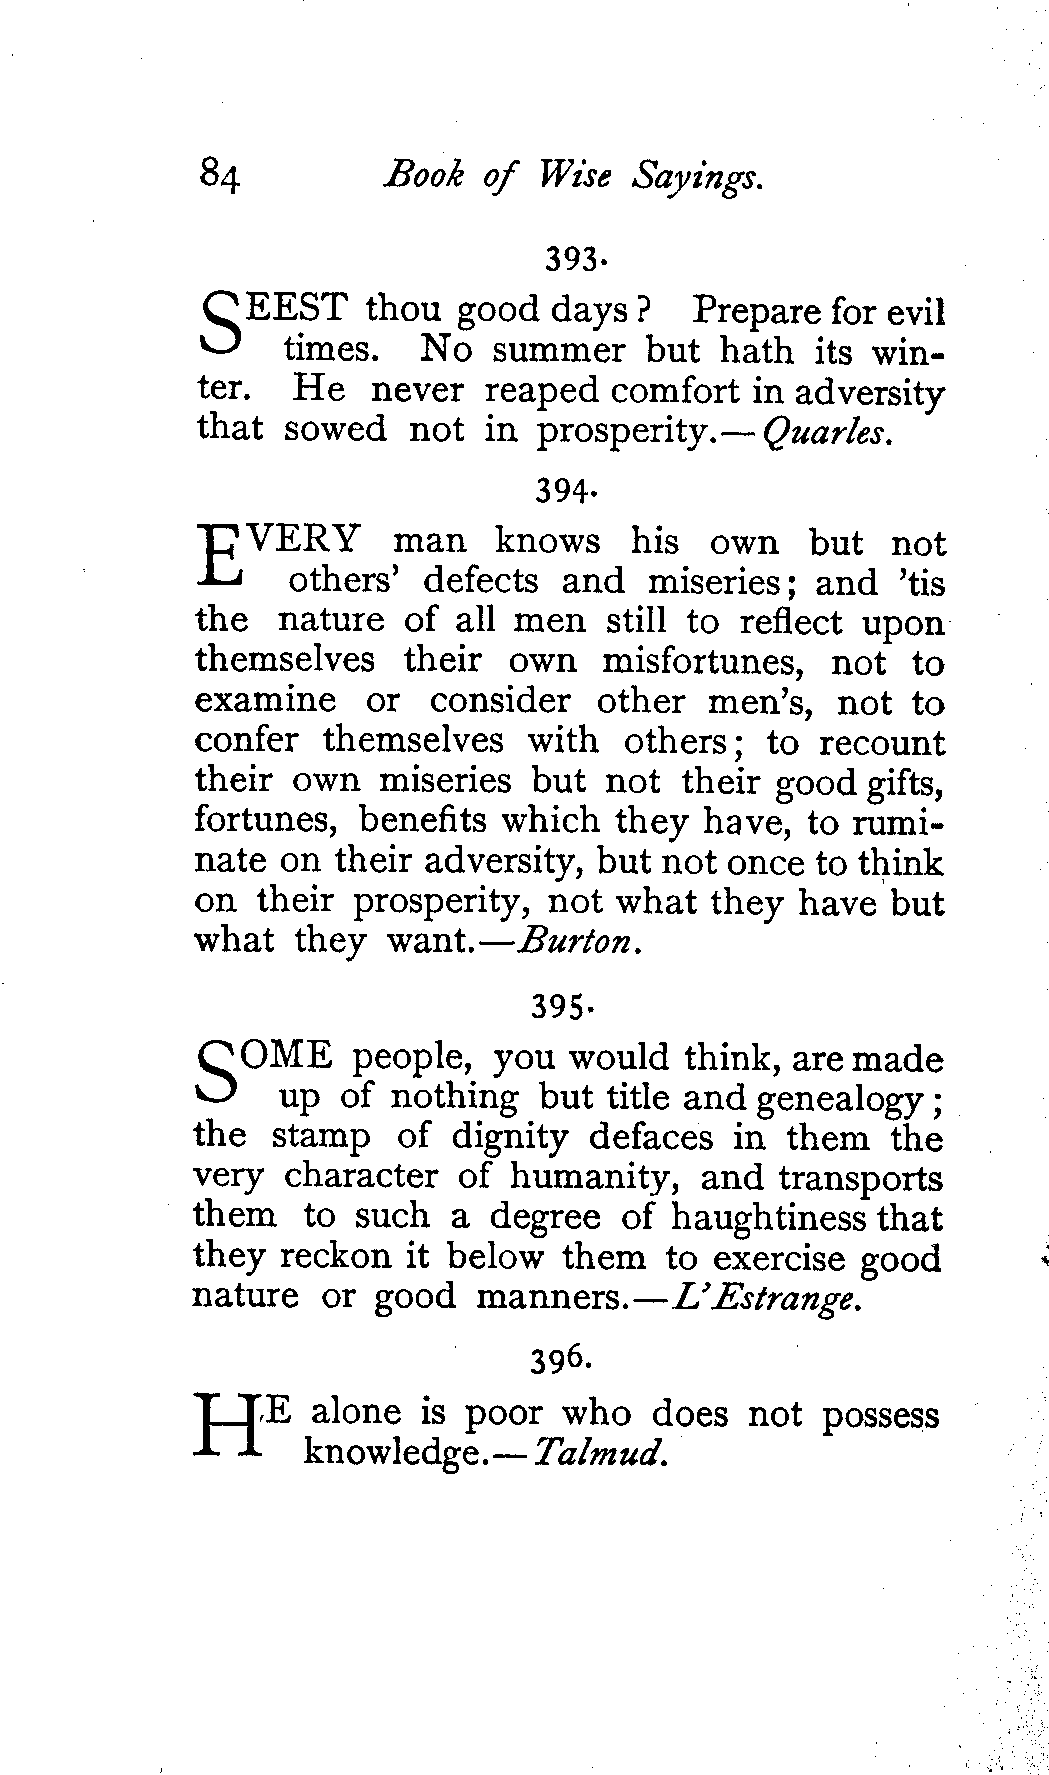 84 Book of Wise Sayings.
393.
SEEST thou good days? Prepare for evil
times. No summer but hath its win-
ter. He never reaped comfort in adversity
that sowed not in prosperity.—Quarles.
394.
EVERY man knows his own but not
others' defects and miseries; and 'tis
the nature of all men still to reflect upon
themselves their own misfortunes, not to
examine or consider other men's, not to
confer themselves with others; to recount
their own miseries but not their good gifts,
fortunes, benefits which they have, to rumi-
nate on their adversity, but not once to think
on their prosperity, not what they have but
what they want.—Burton.
395.
SOME people, you would think, are made
up of nothing but title and genealogy;
the stamp of dignity defaces in them the
very character of humanity, and transports
them to such a degree of haughtiness that
they reckon it below them to exercise good
nature or good manners.—L'Estrange.
396.
HE alone is poor who does not possess
knowledge.—Talmud.